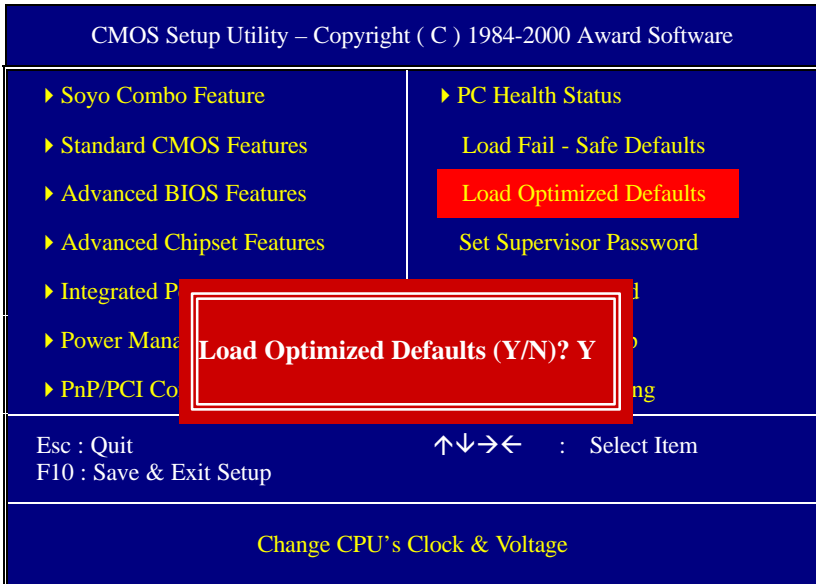 CMOS Setup Utility – Copyright ( C ) 1984-2000 Award Software
Soyo Combo Feature
Standard CMOS Features
Advanced BIOS Features
Advanced Chipset Features
Integrated P
Power Mana
PnP/PCI Co
PC Health Status
Load Fail - Safe Defaults
Load Optimized Defaults
Set Supervisor Password
d
ng
Load Optimized Defaults (Y/N)? Y
Esc : Quit
F10 : Save & Exit Setup
↑↓→← : Select Item
Change CPU's Clock & Voltage